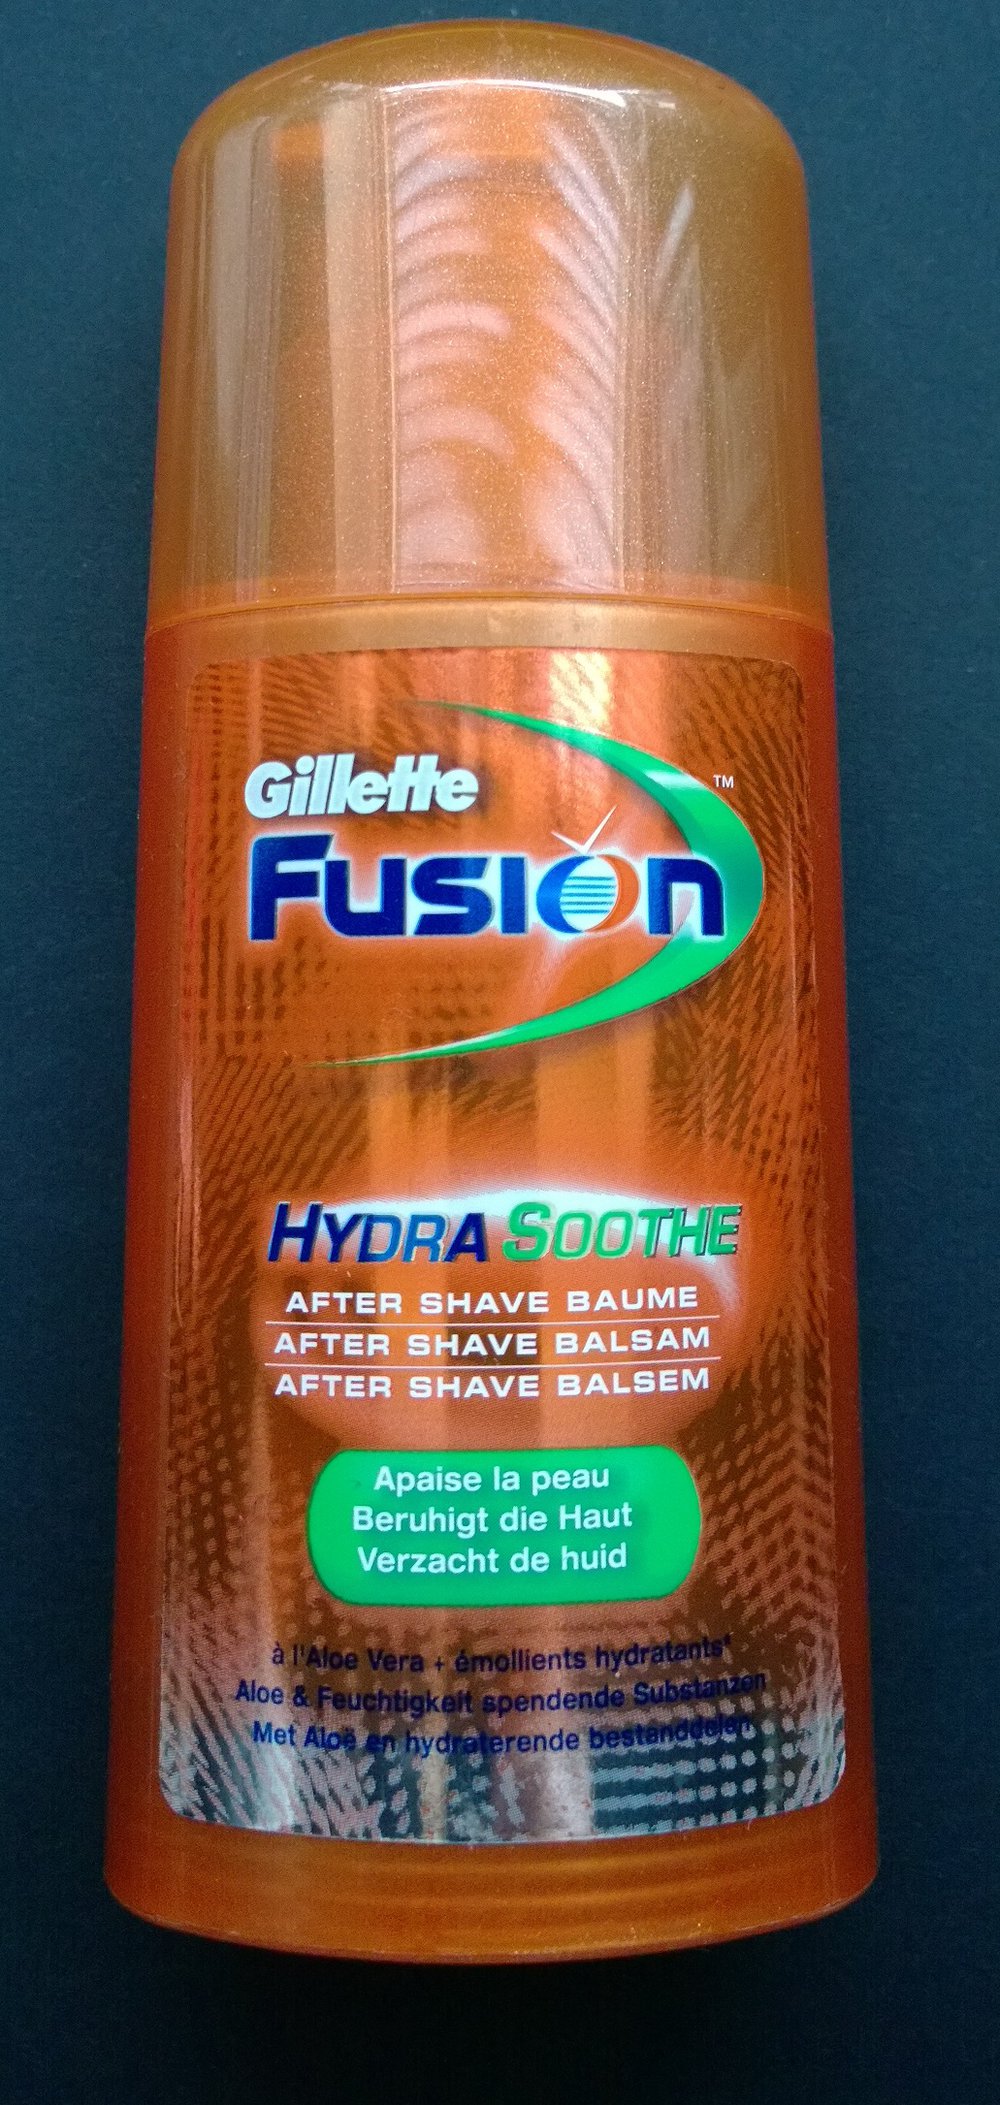 Gillette
TM
Fusion
HYDRA SOOTHE
AFTER SHAVE BAUME
AFTER SHAVE BALSAM
AFTER SHAVE BALSEM
Apaise la peau
Beruhigt die Haut
Verzacht de huid
à l'Aloe Vera + émollients hydratants*
Aloe & Feuchtigkeit spendende Substanzen
Met Aloë en hydraterende bestanddelen